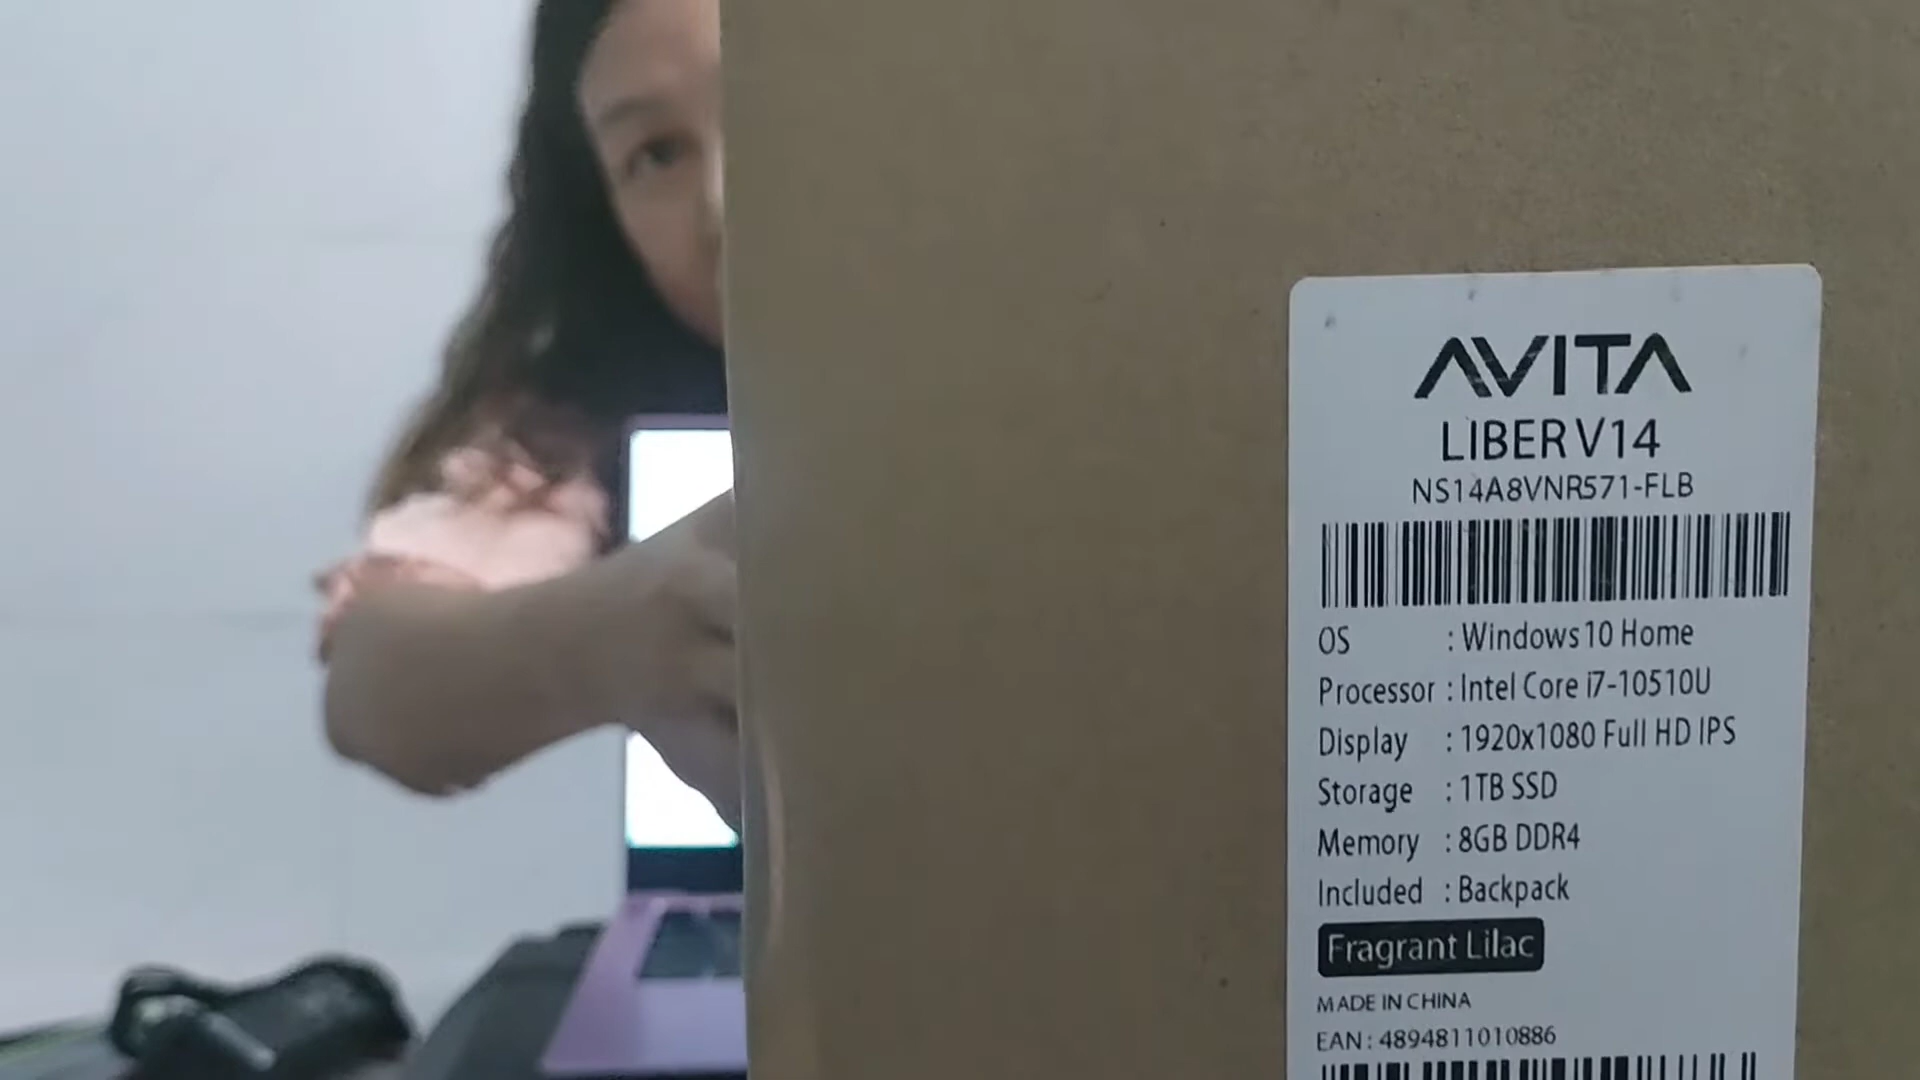 AVITA
LIBER V14
NS14A8VNR571-FLB
OS : Windows 10 Home
Processor : Intel Core i7-10510U
Display : 1920x1080 Full HD IPS
Storage : 1TB SSD
Memory : 8GB DDR4
Included : Backpack
Fragrant Lilac
MADE IN CHINA
EAN : 4894811010886